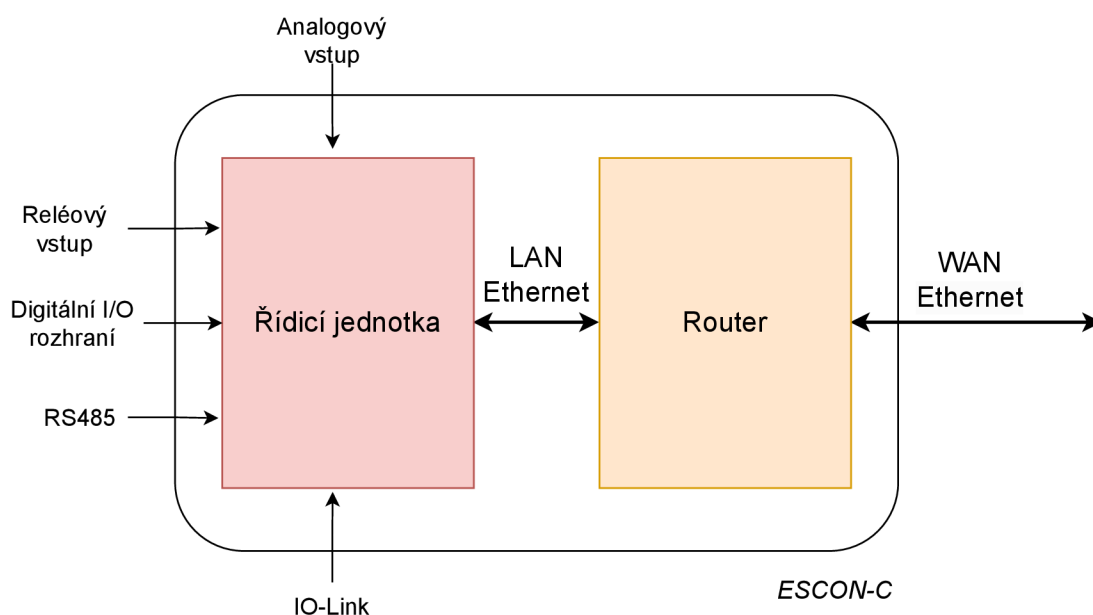 Analogový
vstup
Reléový
vstup
Digitální I/O
rozhraní
RS485
IO-Link
Řídicí jednotka
LAN
Ethernet
Router
WAN
Ethernet
ESCON-C